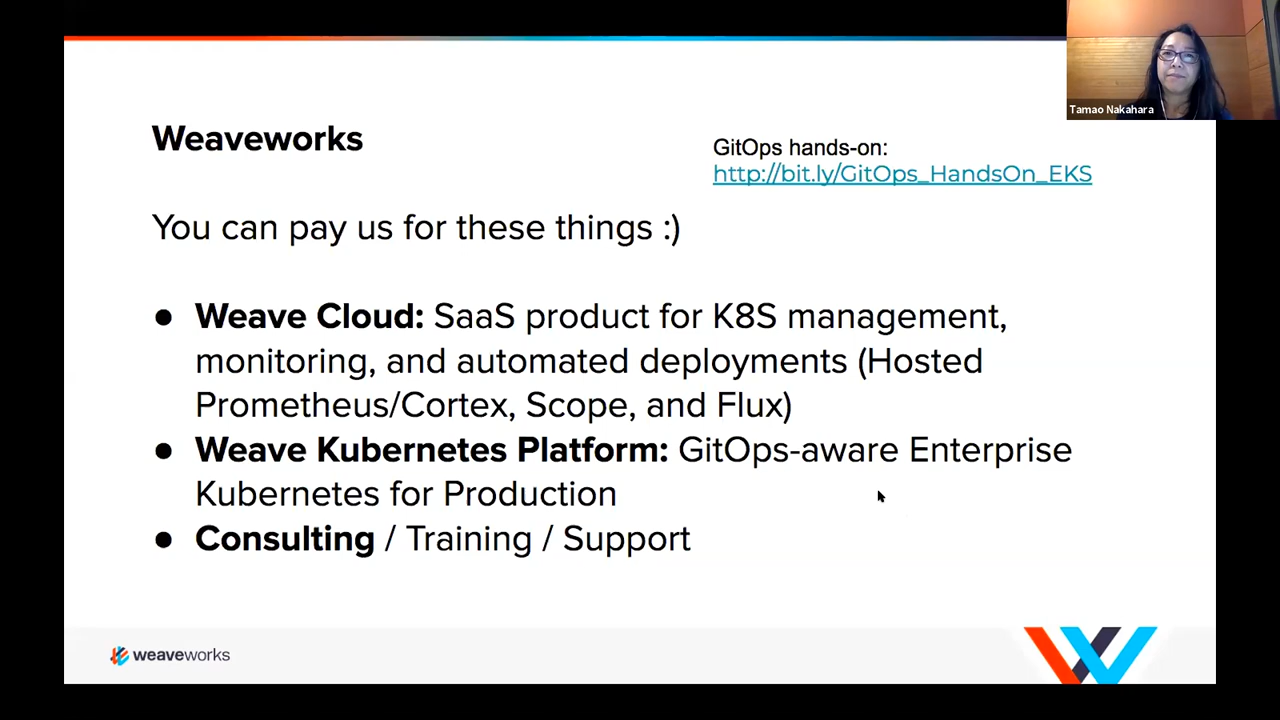 Tamao Nakahara
Weaveworks
GitOps hands-on:
http://bit.ly/GitOps_HandsOn_EKS
You can pay us for these things :)
● Weave Cloud: SaaS product for K8S management,
monitoring, and automated deployments (Hosted
Prometheus/Cortex, Scope, and Flux)
● Weave Kubernetes Platform: GitOps-aware Enterprise
Kubernetes for Production
● Consulting / Training / Support
weaveworks